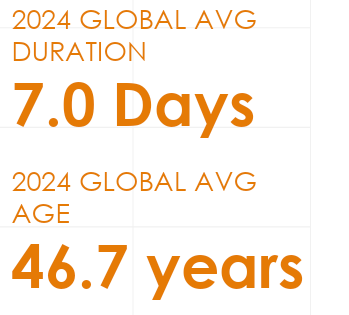 2024 GLOBAL AVG
DURATION
7.0 Days
2024 GLOBAL AVG
AGE
46.7 years